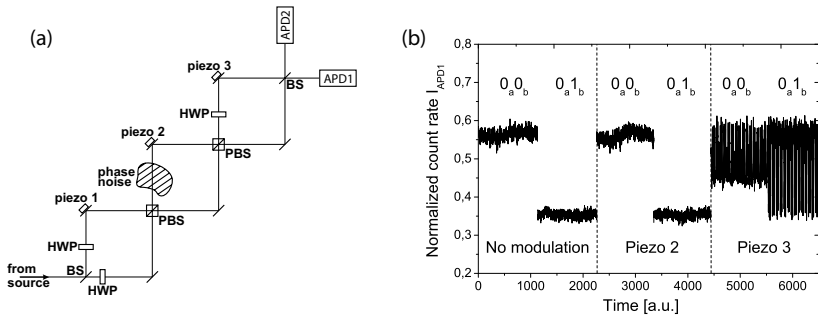 (a)
APD2
piezo 3
APD1
BS
HWP
piezo 2
PBS
phase
noise
piezo 1
PBS
HWP
from
source
BS
HWP
(b)
Normalized count rate I_APD1
0,8
0,7
0,6
0,5
0,4
0,3
0,2
0_a0_b 0_a1_b 0_a0_b 0_a1_b 0_a0_b 0_a1_b
No modulation Piezo 2 Piezo 3
0 1000 2000 3000 4000 5000 6000
Time [a.u.]